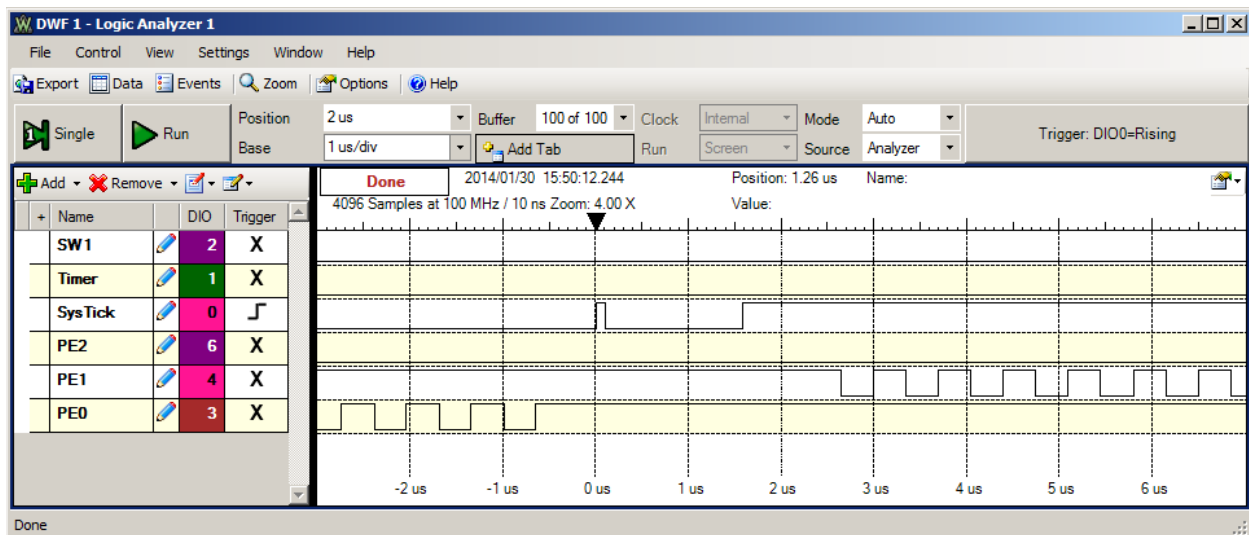 DWF 1 - Logic Analyzer 1
File Control View Settings Window Help
Export Data Events Zoom Options Help
Single Run Position 2 us Buffer 100 of 100 Clock Internal Mode Auto Trigger: DIO0=Rising
Base 1 us/div Add Tab Run Screen Source Analyzer
Add Remove Done 2014/01/30 15:50:12.244 Position: 1.26 us Name:
4096 Samples at 100 MHz / 10 ns Zoom: 4.00 X Value:
+ Name DIO Trigger
SW1 2 X
Timer 1 X
SysTick 0
PE2 6 X
PE1 4 X
PE0 3 X
-2 us -1 us 0 us 1 us 2 us 3 us 4 us 5 us 6 us
Done